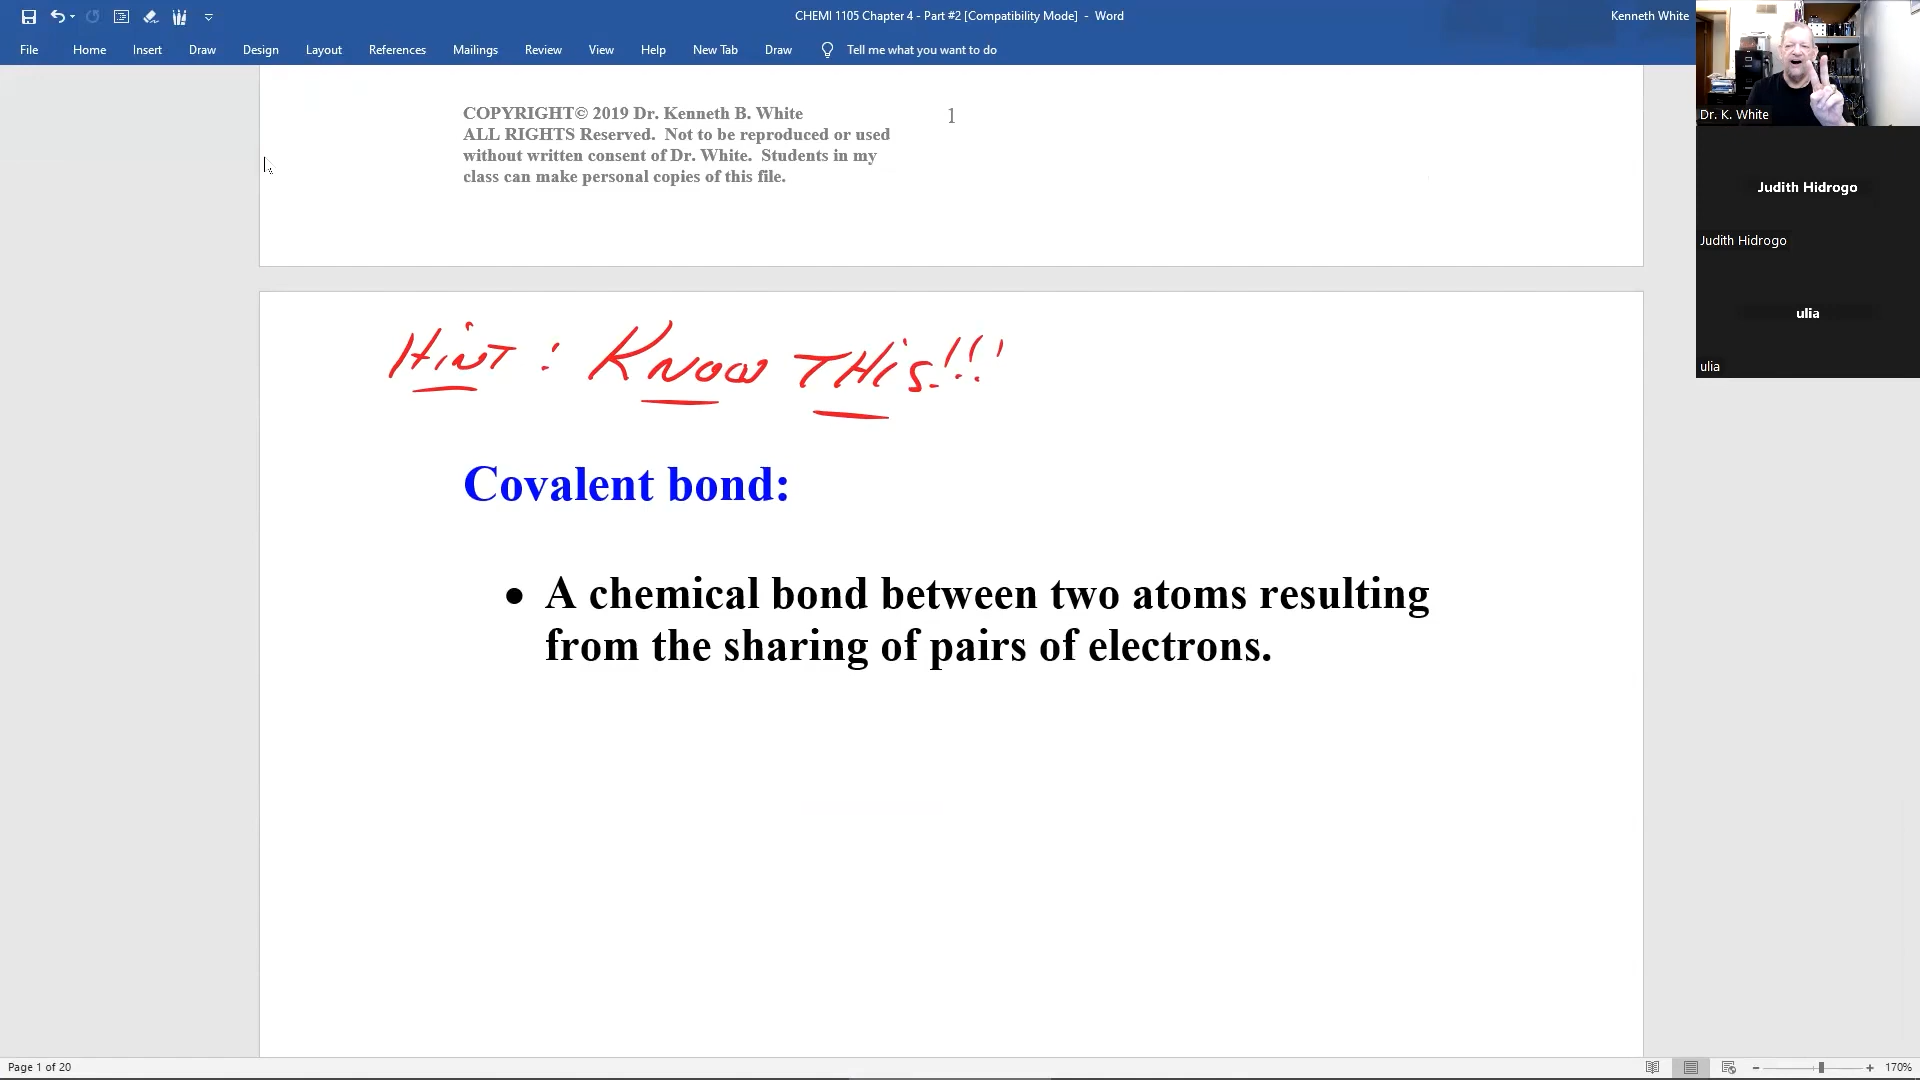 CHEMI 1105 Chapter 4 - Part #2 [Compatibility Mode] - Word
Kenneth White
File Home Insert Draw Design Layout References Mailings Review View Help New Tab Draw Tell me what you want to do
Dr. K. White
Judith Hidrogo
Judith Hidrogo
ulia
ulia
COPYRIGHT© 2019 Dr. Kenneth B. White 1
ALL RIGHTS Reserved. Not to be reproduced or used
without written consent of Dr. White. Students in my
class can make personal copies of this file.
HiNT : KNOW THiS!!!
Covalent bond:
• A chemical bond between two atoms resulting
from the sharing of pairs of electrons.
Page 1 of 20
170%